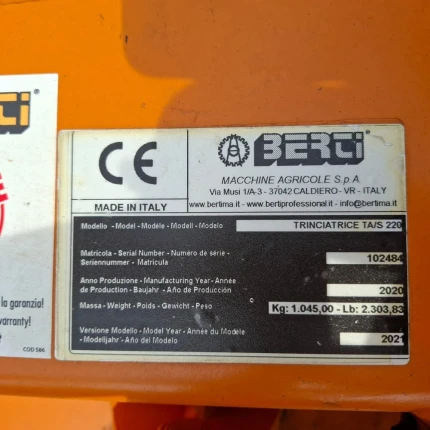 BERTI®
MACCHINE AGRICOLE S.p.A.
Via Musi 1/A-3 - 37042 CALDIERO - VR - ITALY
www.bertima.it - www.bertiprofessional.it - info@bertima.it
CE
MADE IN ITALY
Modello - Model - Modèle - Modell - Modelo
TRINCIATRICE TA/S 220
Matricola - Serial Number - Numéro de série -
Seriennummer - Matrícula
102484
Anno Produzione - Manufacturing Year - Année
de Production - Baujahr - Año de Producción
2020
Massa - Weight - Poids - Gewicht - Peso
Kg: 1.045,00 - Lb: 2.303,83
Versione Modello - Model Year - Année du Modèle
- Modelljahr - Año del Modelo
2021
la garanzia!
warranty!
COD 566